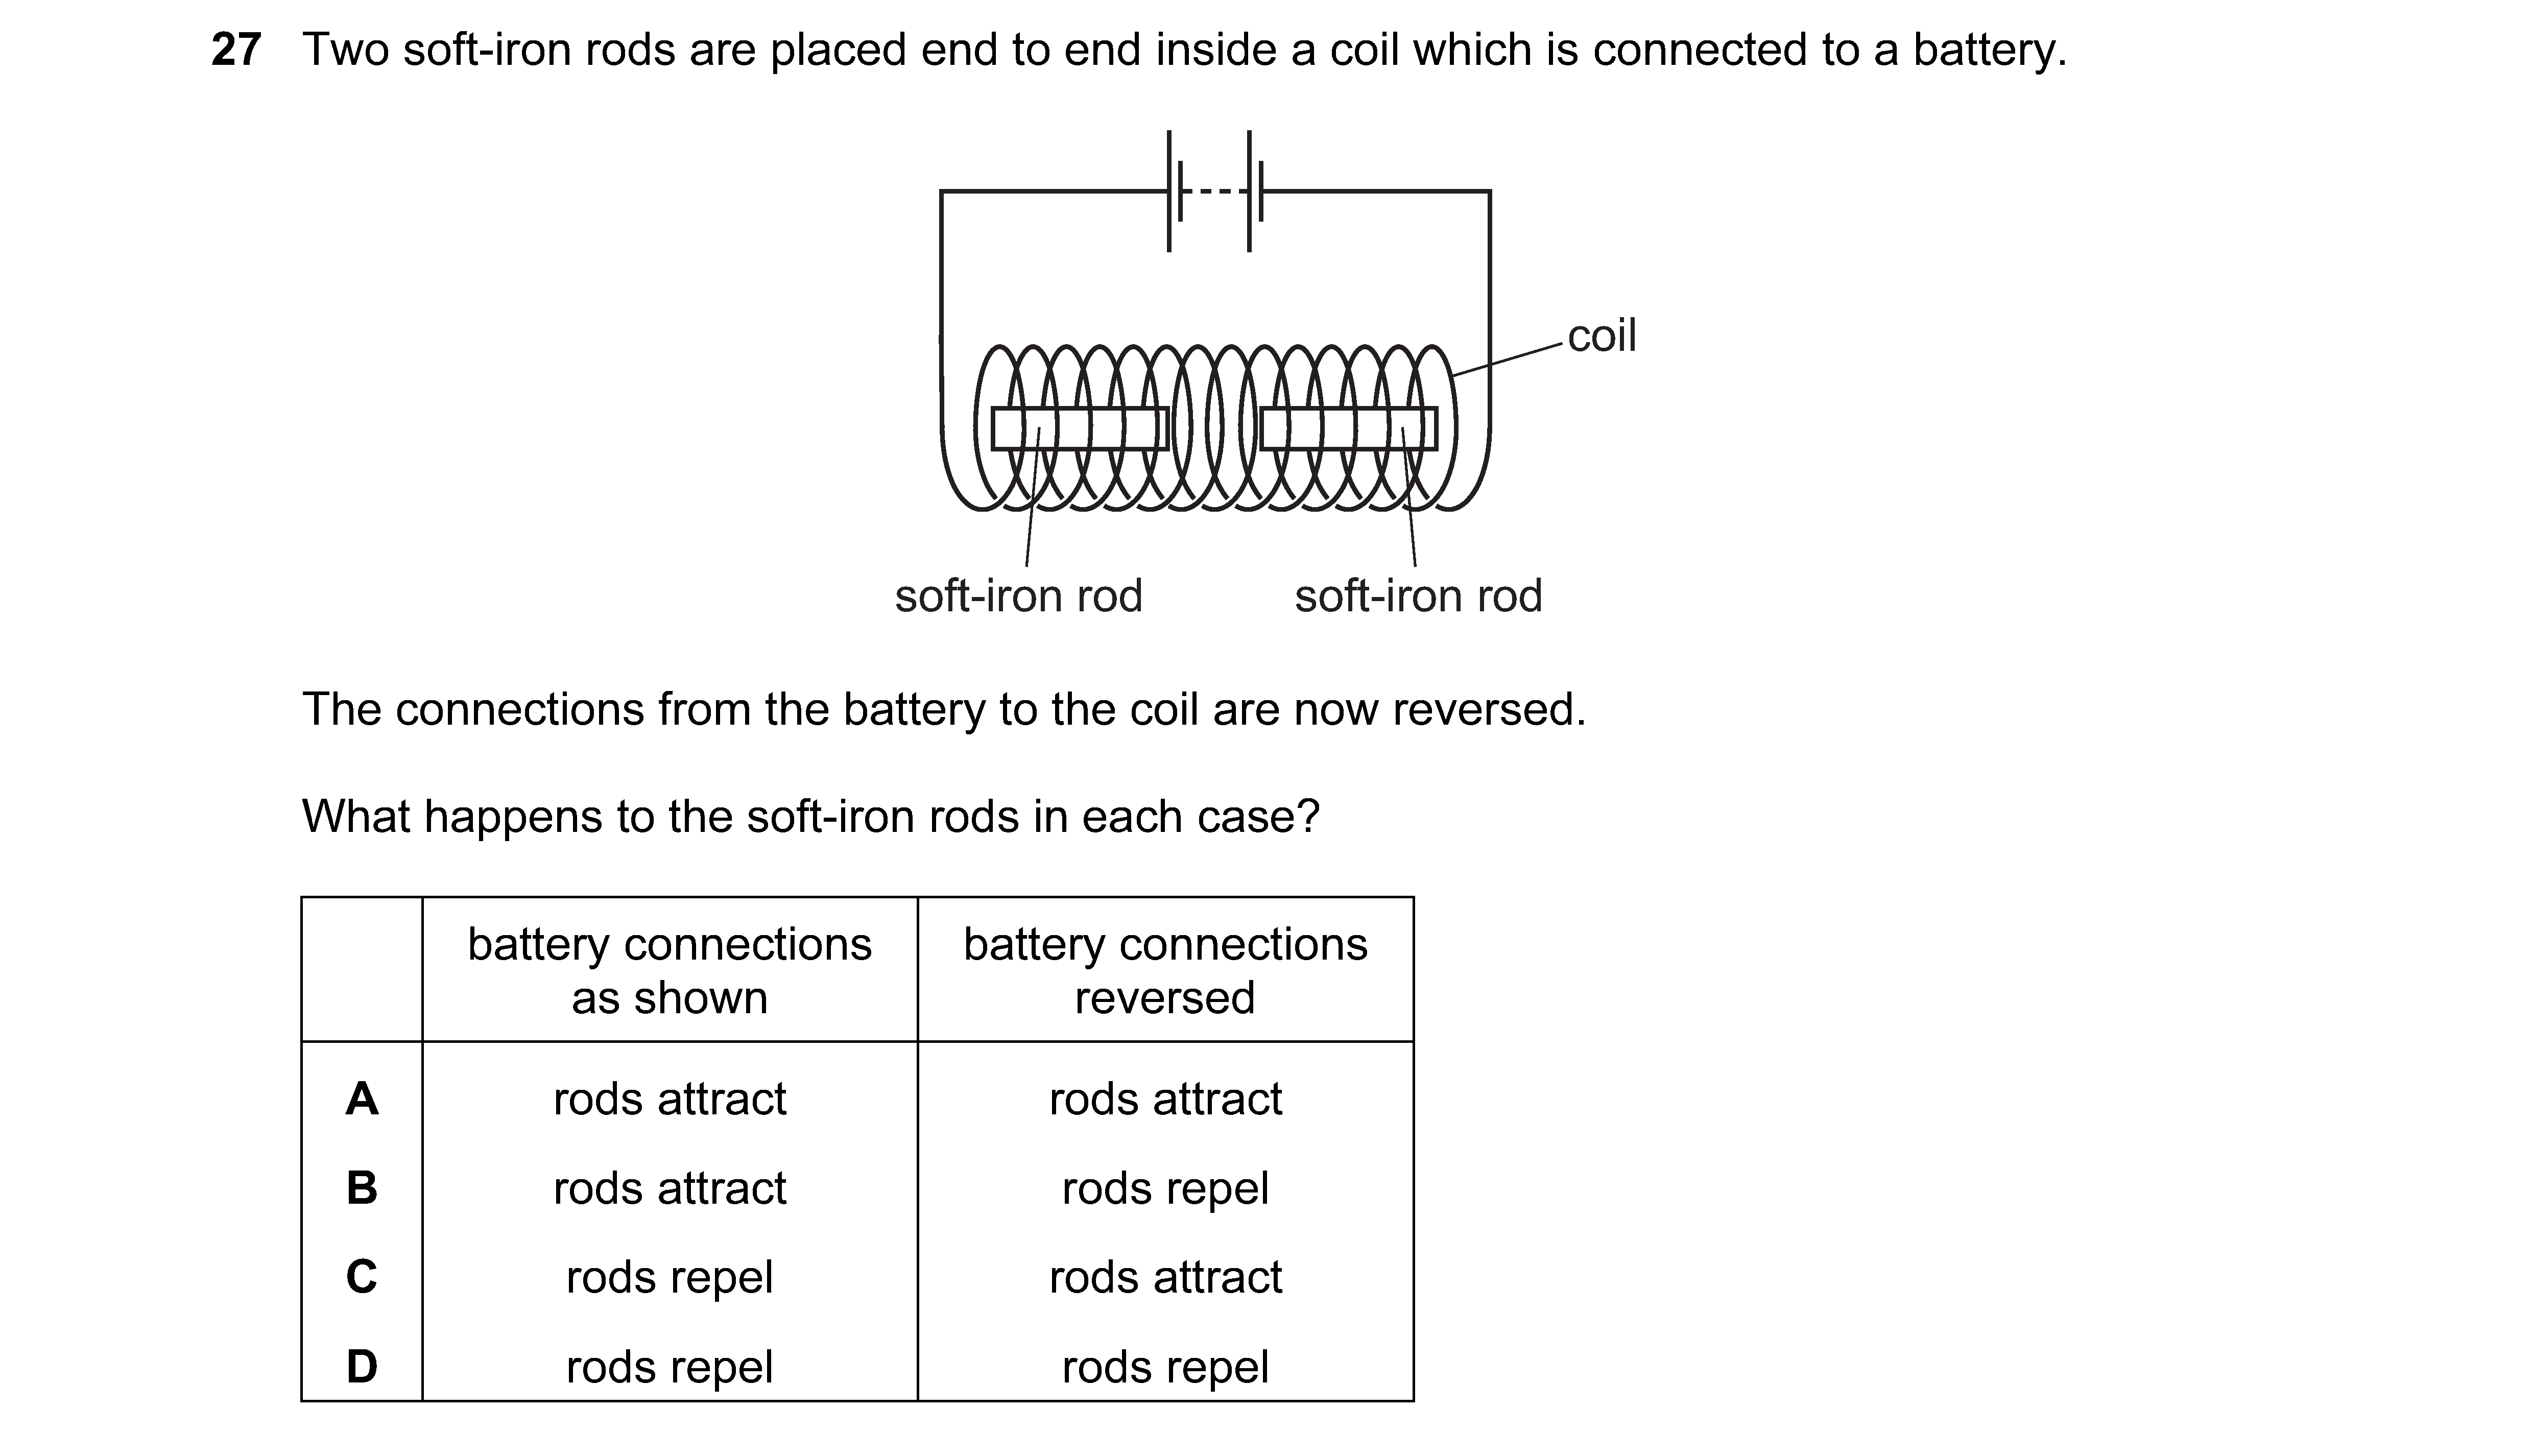 27 Two soft-iron rods are placed end to end inside a coil which is connected to a battery.
coil
soft-iron rod soft-iron rod
The connections from the battery to the coil are now reversed.
What happens to the soft-iron rods in each case?
battery connections as shown battery connections reversed
A rods attract rods attract
B rods attract rods repel
C rods repel rods attract
D rods repel rods repel